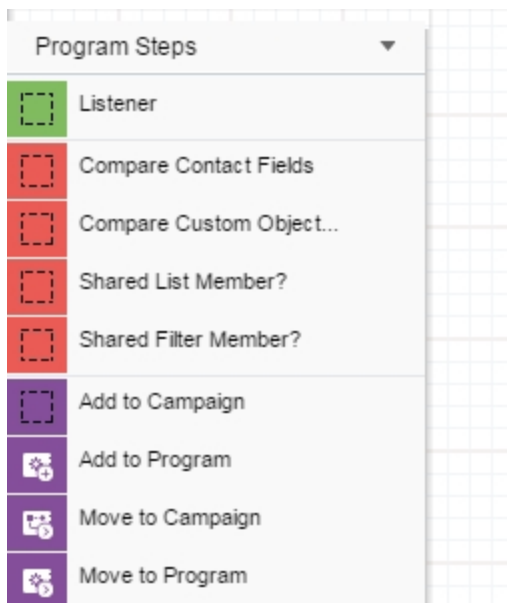 Program Steps
Listener
Compare Contact Fields
Compare Custom Object...
Shared List Member?
Shared Filter Member?
Add to Campaign
Add to Program
Move to Campaign
Move to Program